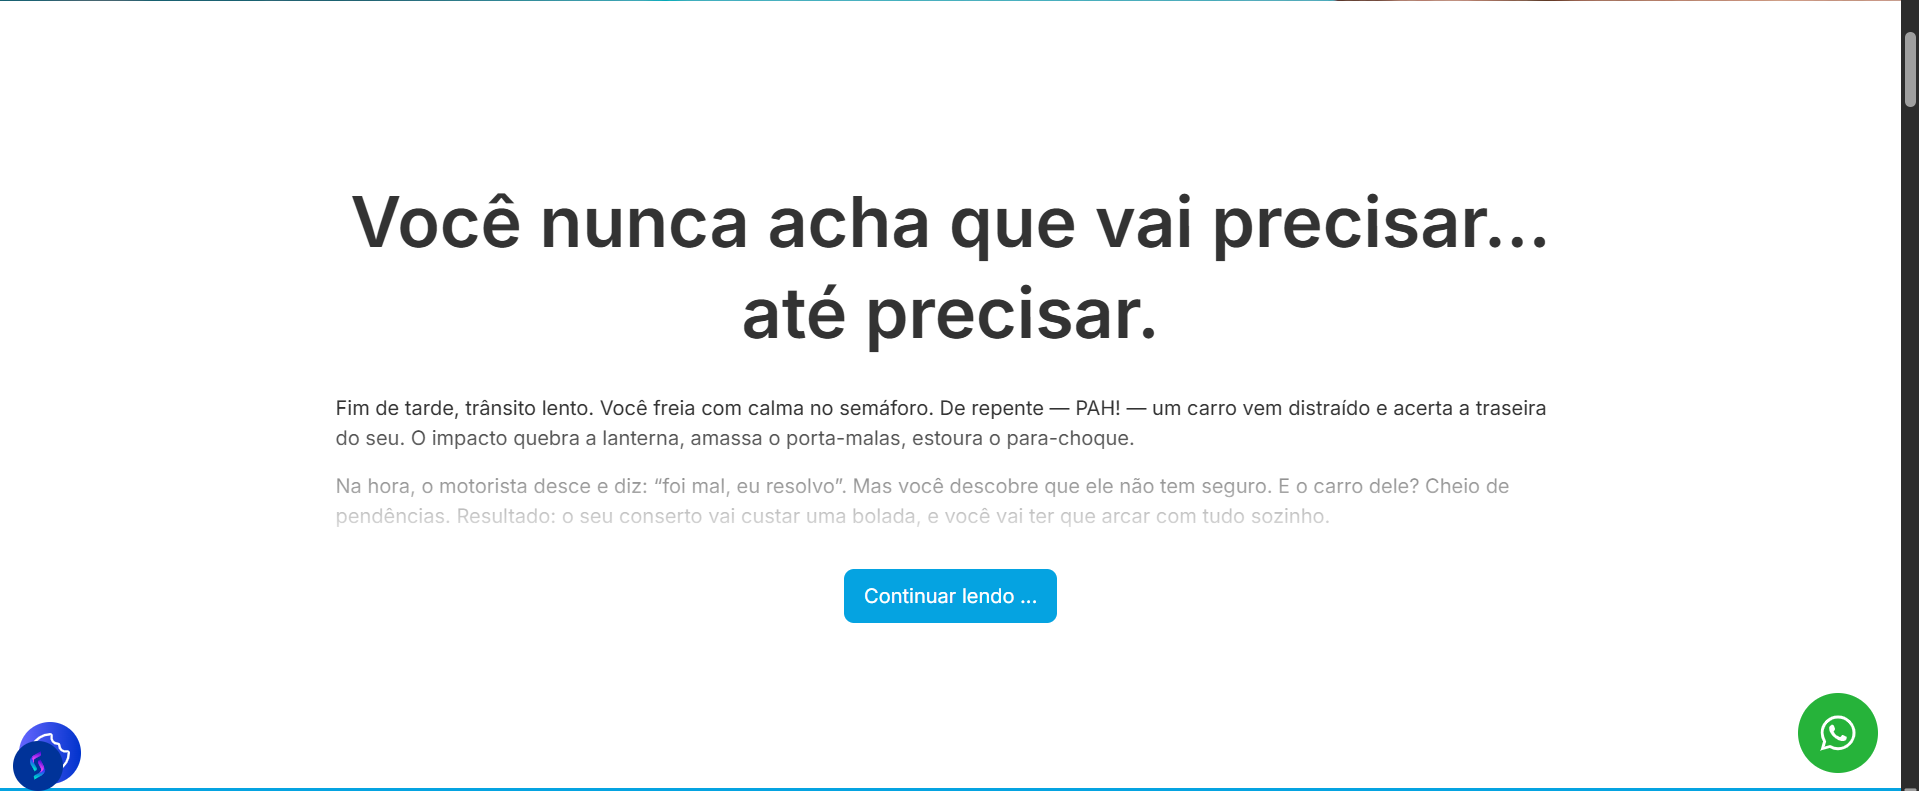 Você nunca acha que vai precisar...
até precisar.
Fim de tarde, trânsito lento. Você freia com calma no semáforo. De repente — PAH! — um carro vem distraído e acerta a traseira
do seu. O impacto quebra a lanterna, amassa o porta-malas, estoura o para-choque.
Na hora, o motorista desce e diz: “foi mal, eu resolvo”. Mas você descobre que ele não tem seguro. E o carro dele? Cheio de
pendências. Resultado: o seu conserto vai custar uma bolada, e você vai ter que arcar com tudo sozinho.
Continuar lendo ...